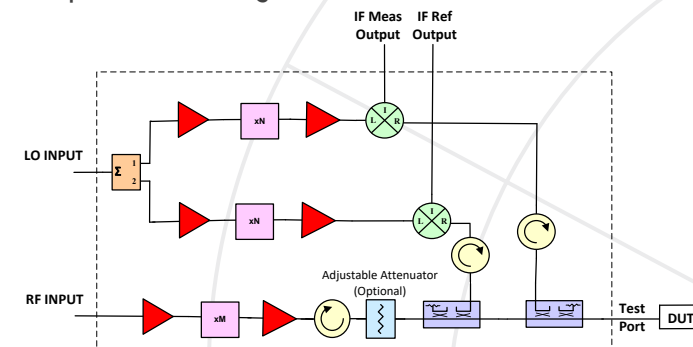 IF Meas
Output
IF Ref
Output
LO INPUT
Σ
1
2
xN
L
I
R
xN
L
I
R
Adjustable Attenuator
(Optional)
RF INPUT
xM
Test
Port
DUT